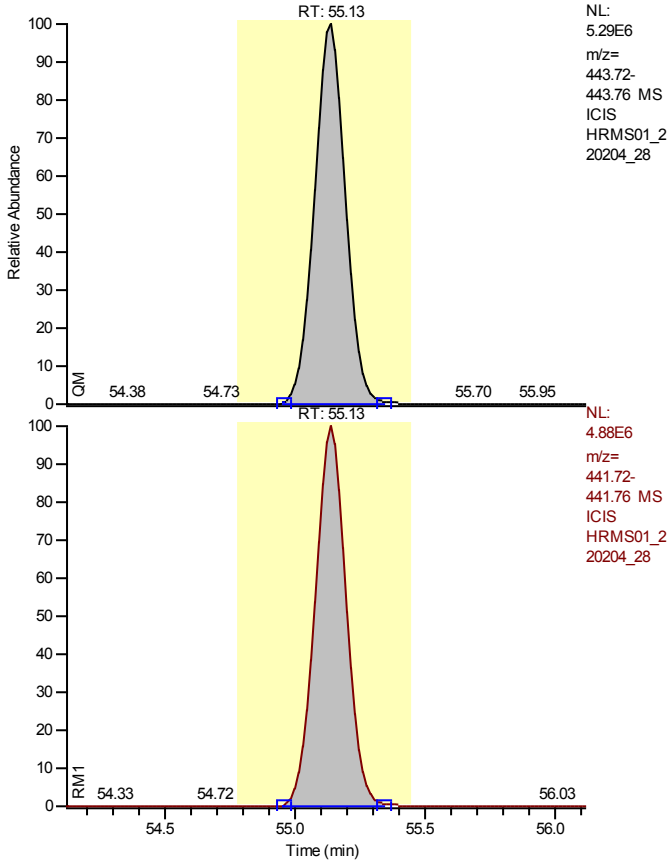 RT: 55.13
100
90
80
70
60
50
40
30
20
10
0
Relative Abundance
QM
54.38
54.73
55.70
55.95
NL:
5.29E6
m/z=
443.72-
443.76 MS
ICIS
HRMS01_2
20204_28
RT: 55.13
100
90
80
70
60
50
40
30
20
10
0
RM1
54.33
54.72
56.03
NL:
4.88E6
m/z=
441.72-
441.76 MS
ICIS
HRMS01_2
20204_28
54.5
55.0
55.5
56.0
Time (min)